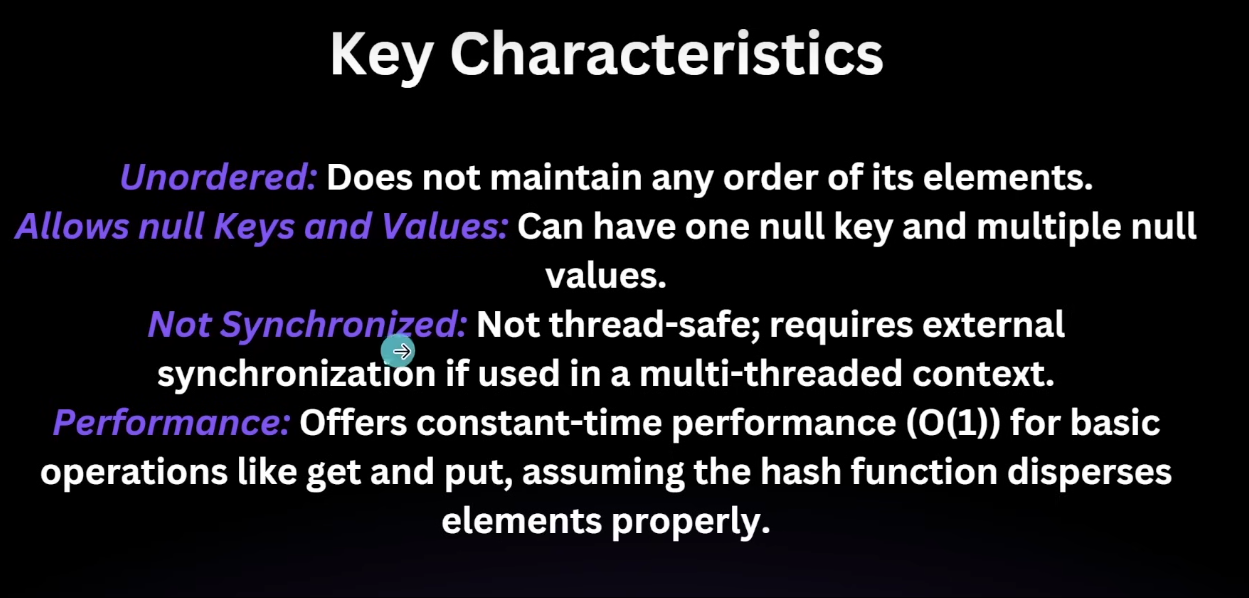 Key Characteristics
Unordered: Does not maintain any order of its elements.
Allows null Keys and Values: Can have one null key and multiple null
values.
Not Synchronized: Not thread-safe; requires external
synchronization if used in a multi-threaded context.
Performance: Offers constant-time performance (O(1)) for basic
operations like get and put, assuming the hash function disperses
elements properly.